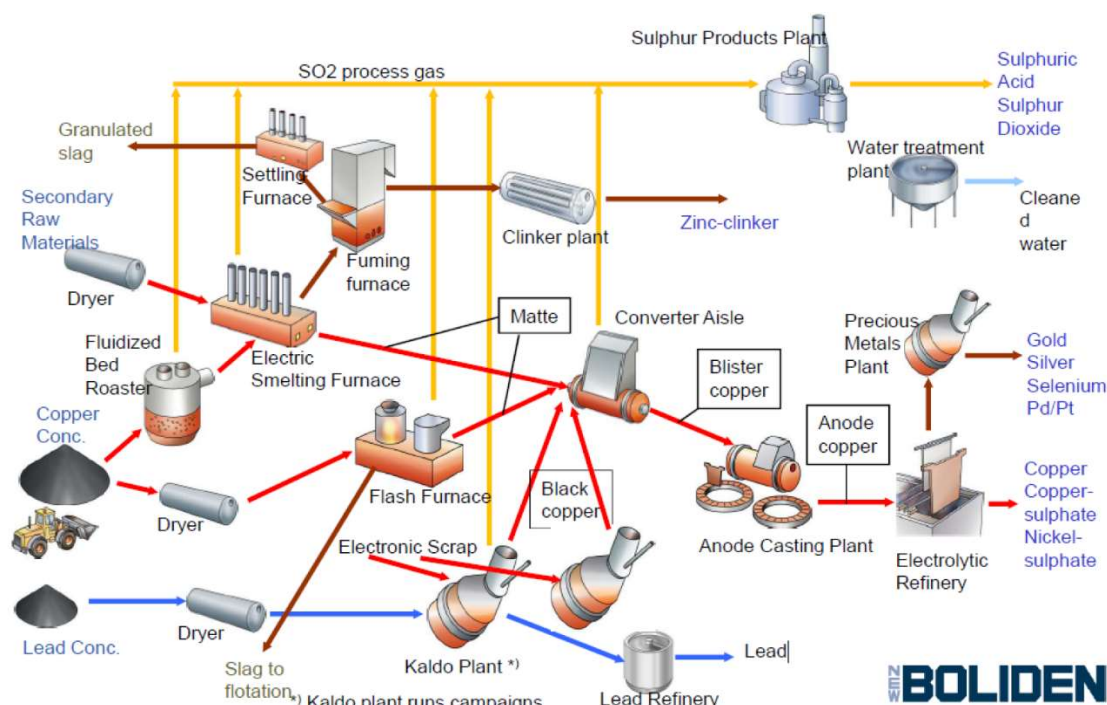 Sulphur Products Plant
SO2 process gas
Sulphuric
Acid
Sulphur
Dioxide
Granulated
slag
Settling
Furnace
Water treatment
plant
Cleane
d
water
Secondary
Raw
Materials
Clinker plant
Zinc-clinker
Fuming
furnace
Dryer
Matte
Converter Aisle
Precious
Metals
Plant
Gold
Silver
Selenium
Pd/Pt
Fluidized
Bed
Roaster
Electric
Smelting Furnace
Blister
copper
Copper
Conc.
Anode
copper
Flash Furnace
Black
copper
Dryer
Copper
Copper-
sulphate
Nickel-
sulphate
Anode Casting Plant
Electrolytic
Refinery
Electronic Scrap
Dryer
Lead Conc.
Kaldo Plant *)
Lead
Slag to
flotation
*) Kaldo plant runs campaigns
Lead Refinery
NEW
BOLIDEN